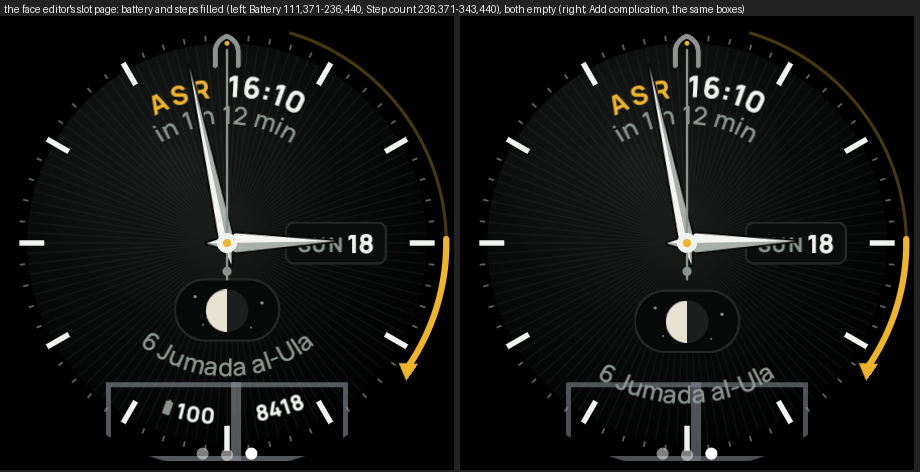 the face editor's slot page: battery and steps filled (left; Battery 111,371-236,440, Step count 236,371-343,440), both empty (right; Add complication, the same boxes)
ASR 16:10
in 1h 12 min
SUN 18
6 Jumada al-Ula
100 8418
ASR 16:10
in 1h 12 min
SUN 18
6 Jumada al-Ula